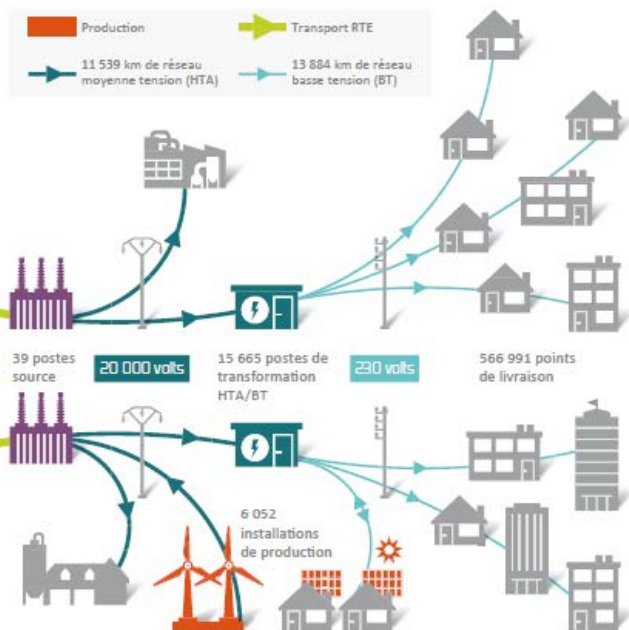 Production
Transport RTE
11 539 km de réseau
moyenne tension (HTA)
13 884 km de réseau
basse tension (BT)
39 postes
source
20 000 volts
15 665 postes de
transformation
HTA/BT
230 volts
566 991 points
de livraison
6 052
installations
de production